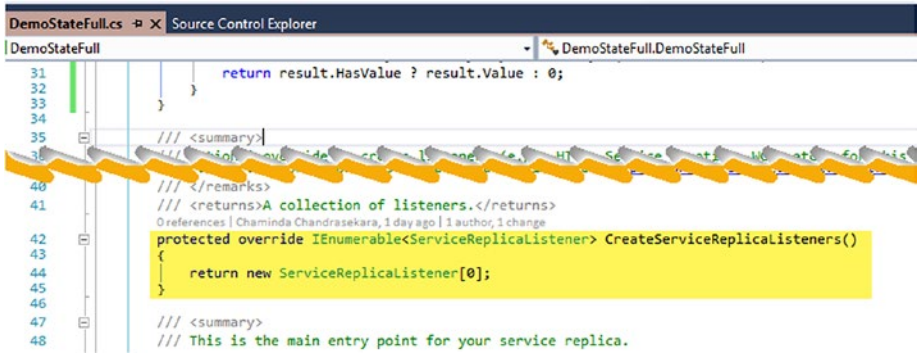 DemoStateFull.cs Source Control Explorer
DemoStateFull DemoStateFull.DemoStateFull
31 return result.HasValue ? result.Value : 0;
32 }
33 }
34
35 /// <summary>
40 /// </remarks>
41 /// <returns>A collection of listeners.</returns>
0 references | Chaminda Chandrasekara, 1 day ago | 1 author, 1 change
42 protected override IEnumerable<ServiceReplicaListener> CreateServiceReplicaListeners()
43 {
44 return new ServiceReplicaListener[0];
45 }
46
47 /// <summary>
48 /// This is the main entry point for your service replica.